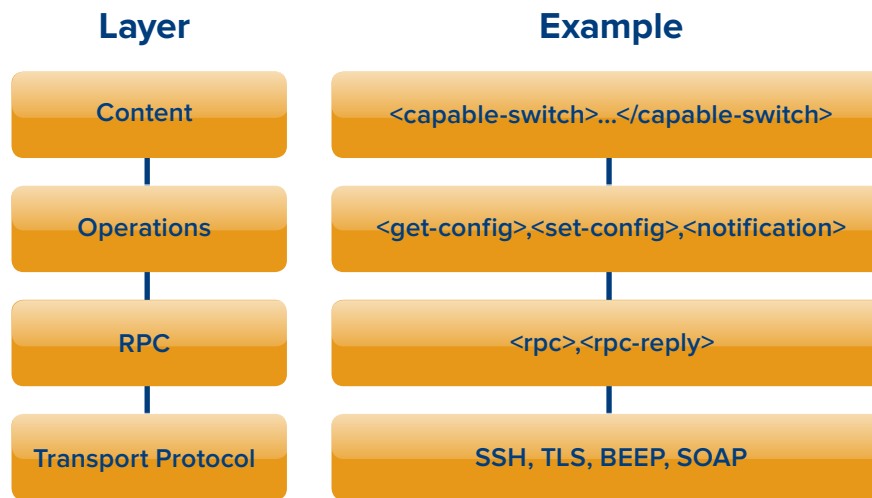 Layer Example
Content <capable-switch>...</capable-switch>
Operations <get-config>,<set-config>,<notification>
RPC <rpc>,<rpc-reply>
Transport Protocol SSH, TLS, BEEP, SOAP